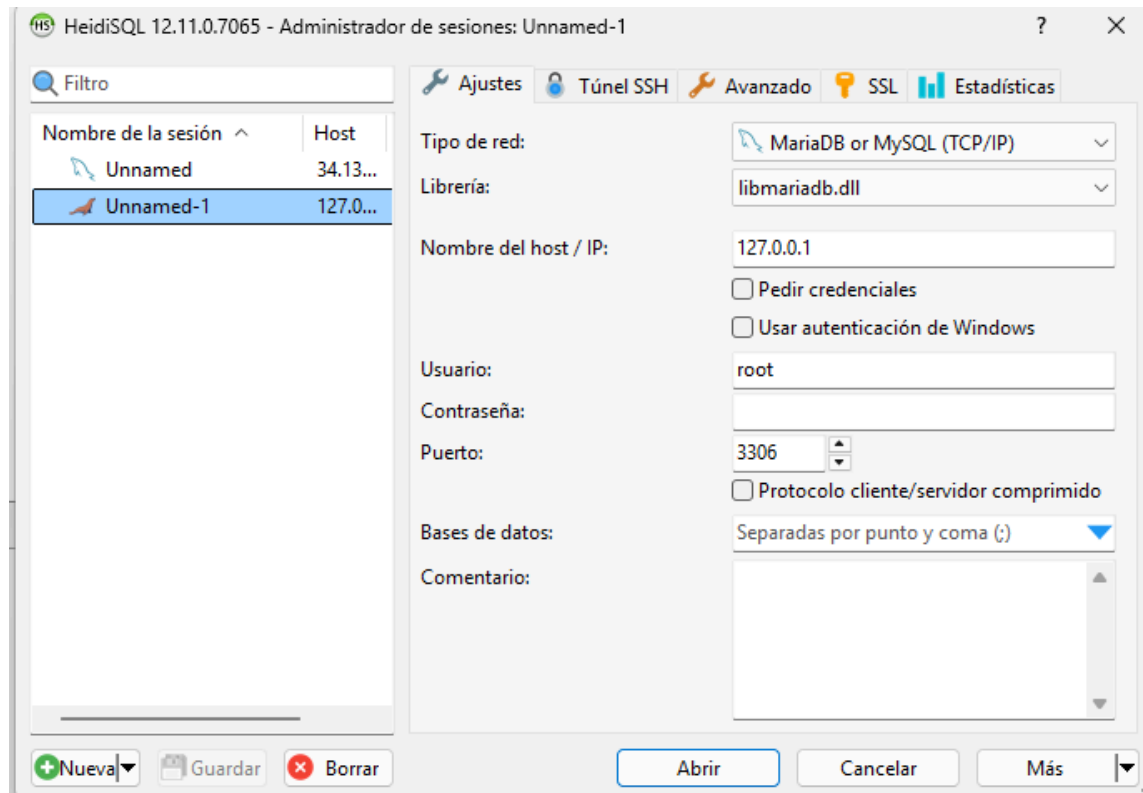 HS HeidiSQL 12.11.0.7065 - Administrador de sesiones: Unnamed-1 ?
Filtro
Nombre de la sesión Host
Unnamed 34.13...
Unnamed-1 127.0...
Nueva Guardar Borrar
Ajustes Túnel SSH Avanzado SSL Estadísticas
Tipo de red: MariaDB or MySQL (TCP/IP)
Librería: libmariadb.dll
Nombre del host / IP: 127.0.0.1
Pedir credenciales
Usar autenticación de Windows
Usuario: root
Contraseña:
Puerto: 3306
Protocolo cliente/servidor comprimido
Bases de datos: Separadas por punto y coma (;)
Comentario:
Abrir Cancelar Más